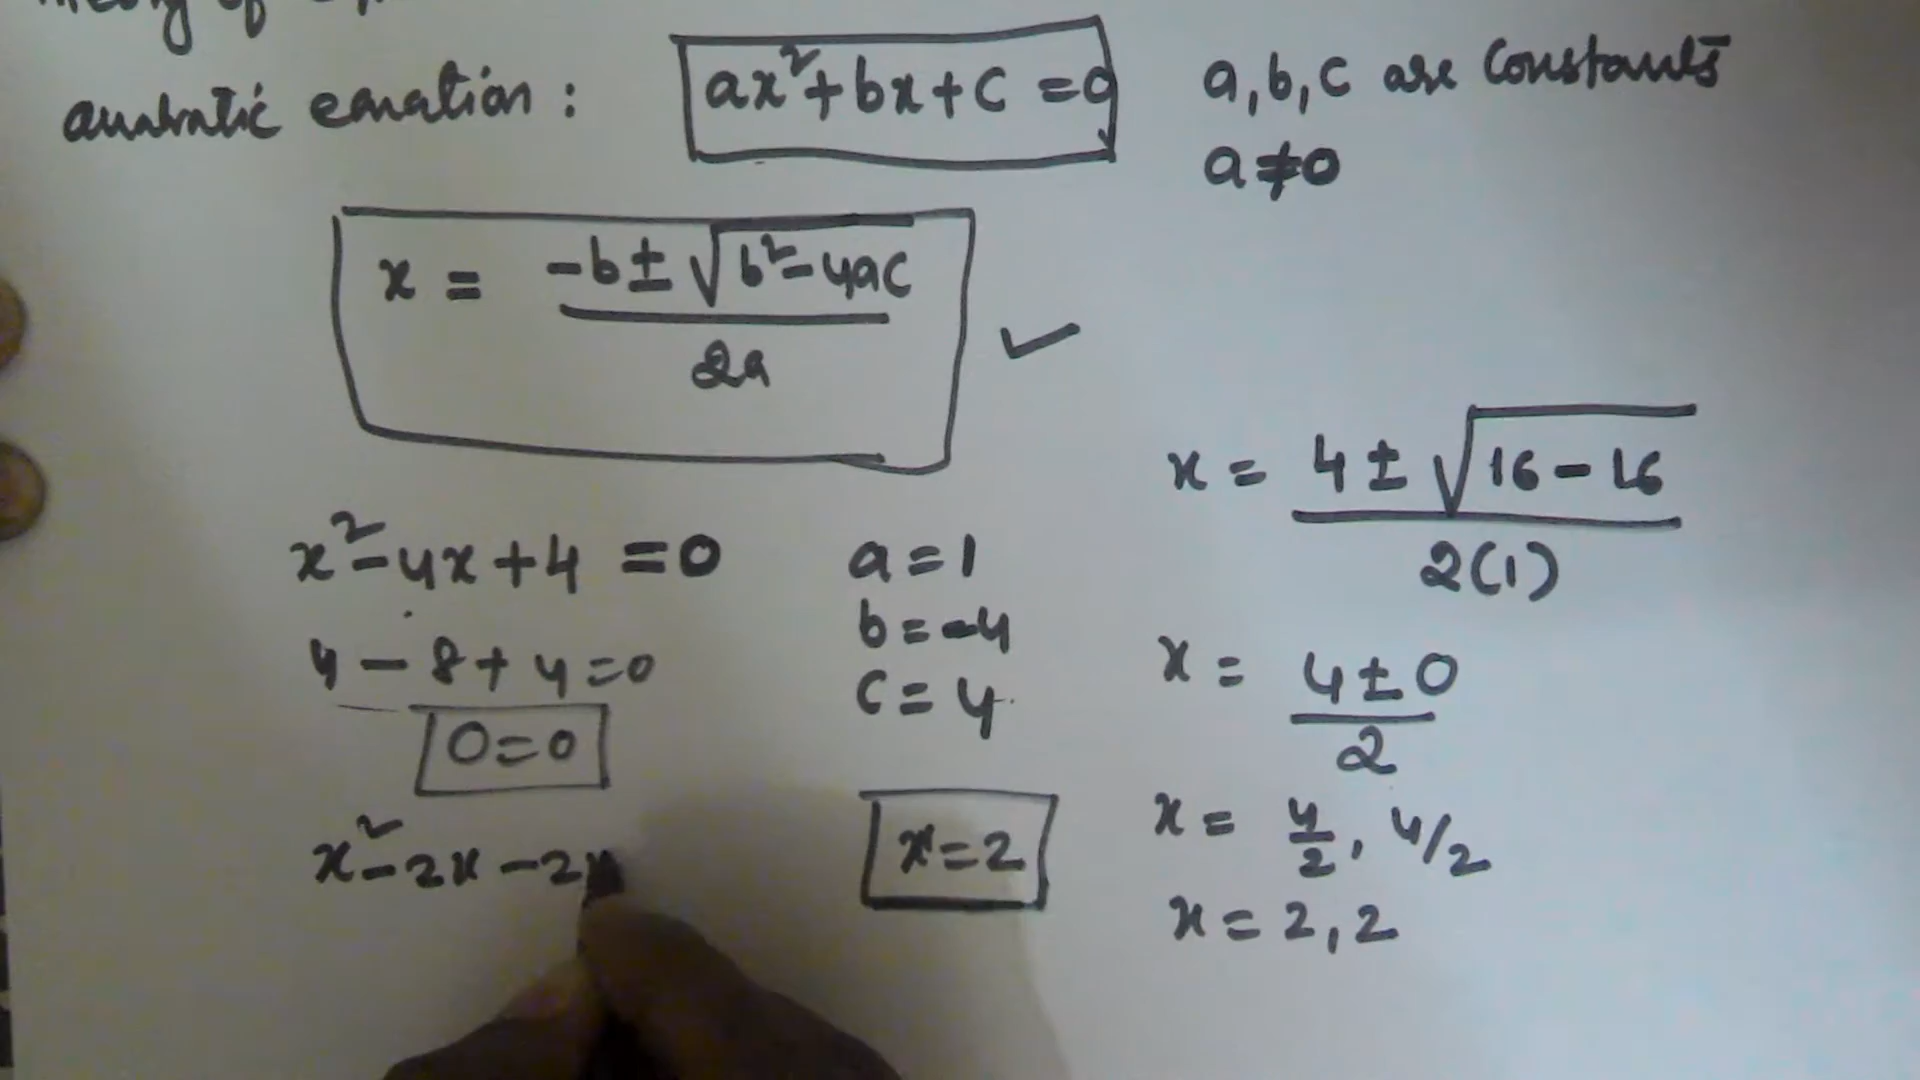 of
equation : ax²+bx+c =0 a,b,c are constants
a≠0
x = -b±√b²-4ac / 2a ✓
x = 4±√16-16 / 2(1)
x²-4x+4 =0 a=1
b=-4
4-8+4=0
c=4
0=0
x = 4±0 / 2
x = 4/2, 4/2
x²-2x-2x
x=2
x=2,2